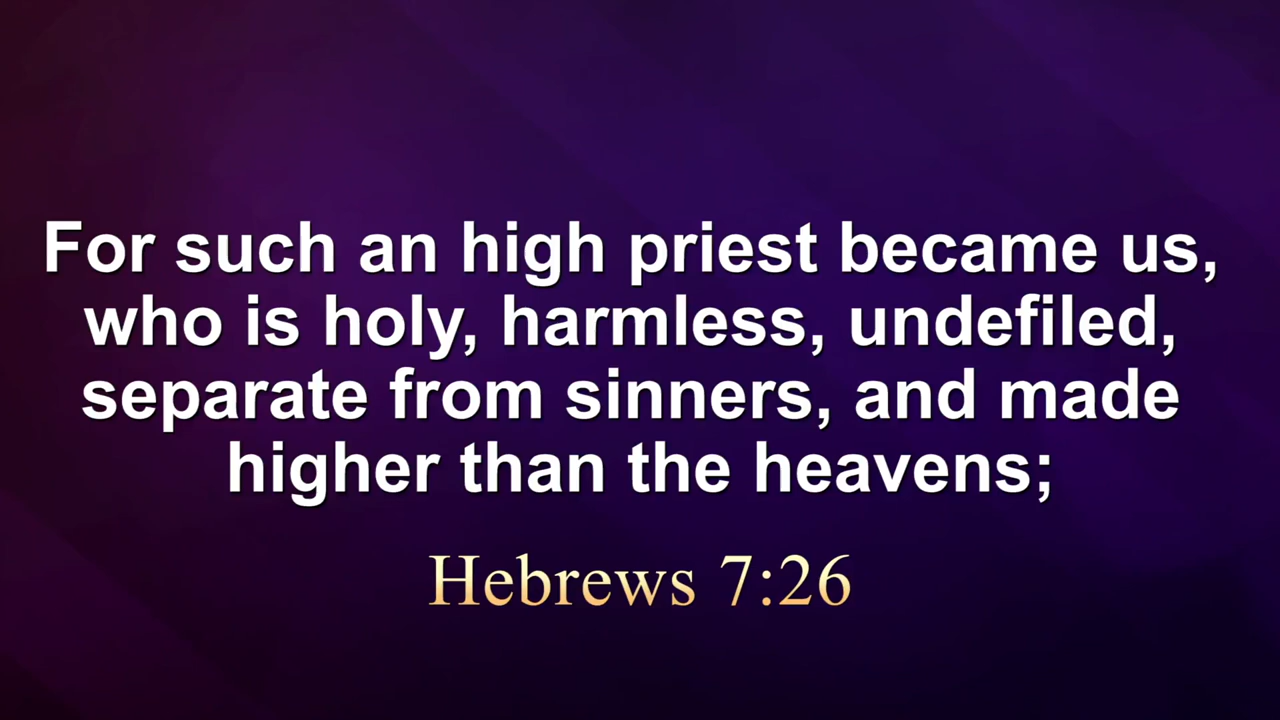 For such an high priest became us,
who is holy, harmless, undefiled,
separate from sinners, and made
higher than the heavens;
Hebrews 7:26